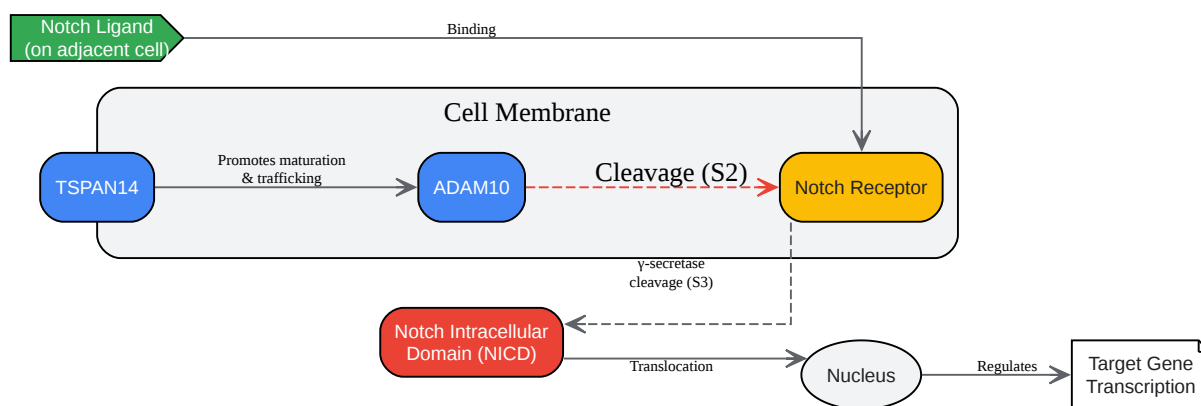 Notch Ligand
(on adjacent cell)
Binding
Cell Membrane
TSPAN14
Promotes maturation
& trafficking
ADAM10
Cleavage (S2)
Notch Receptor
γ-secretase
cleavage (S3)
Notch Intracellular
Domain (NICD)
Translocation
Nucleus
Regulates
Target Gene
Transcription